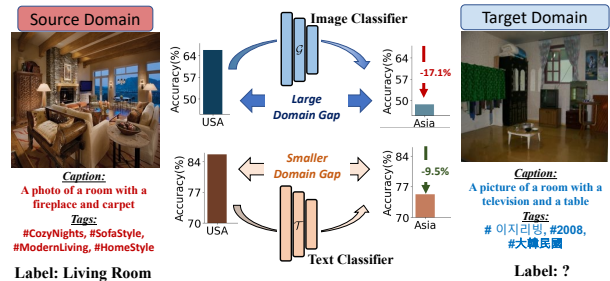 Source Domain
Caption:
A photo of a room with a
fireplace and carpet
Tags:
#CozyNights, #SofaStyle,
#ModernLiving, #HomeStyle
Label: Living Room
Image Classifier
Accuracy(%)
64
57
50
USA
G
Accuracy(%)
64
57
50
-17.1%
Asia
Large
Domain Gap
Smaller
Domain Gap
Accuracy(%)
84
77
70
USA
T
Accuracy(%)
84
77
70
-9.5%
Asia
Text Classifier
Target Domain
Caption:
A picture of a room with a
television and a table
Tags:
# 이지리빙, #2008,
#大韓民國
Label: ?